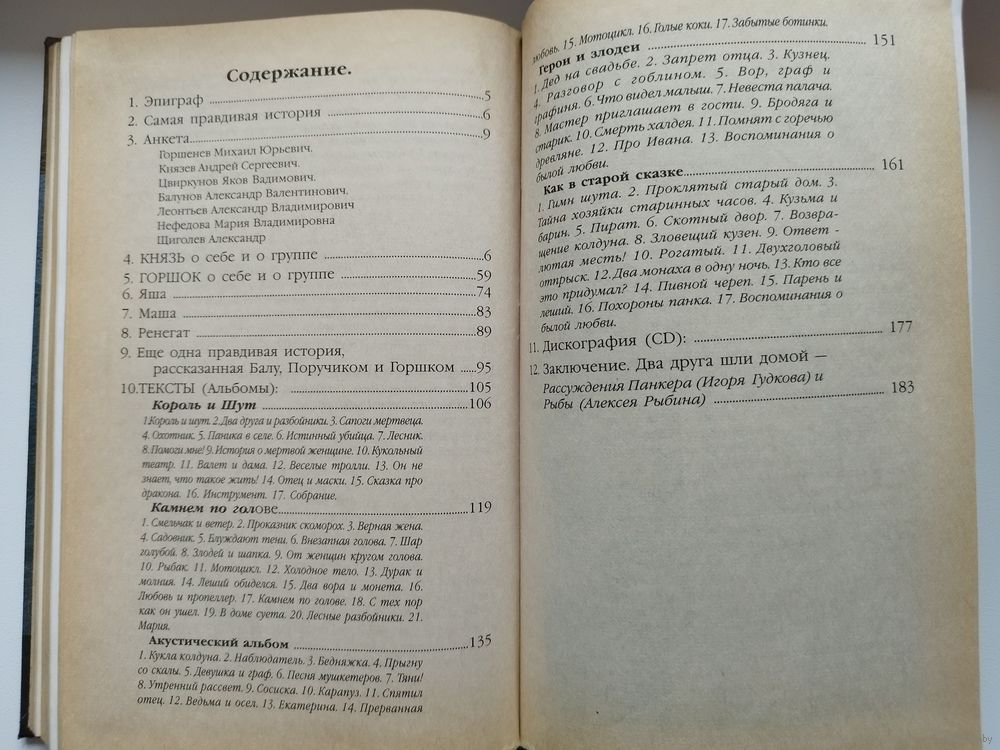 Содержание.
1. Эпиграф ..... 5
2. Самая правдивая история ..... 6
3. Анкета ..... 9
Горшенев Михаил Юрьевич.
Князев Андрей Сергеевич.
Цвиркунов Яков Вадимович.
Балунов Александр Валентинович.
Леонтьев Александр Владимирович
Нефедова Мария Владимировна
Щиголев Александр
4. КНЯЗЬ о себе и о группе ..... 6
5. ГОРШОК о себе и о группе ..... 59
6. Яша ..... 74
7. Маша ..... 83
8. Ренегат ..... 89
9. Еще одна правдивая история,
рассказанная Балу, Поручиком и Горшком ..... 95
10.ТЕКСТЫ (Альбомы): ..... 105
Король и Шут ..... 106
1.Король и шут. 2.Два друга и разбойники. 3. Сапоги мертвеца.
4. Охотник. 5. Паника в селе. 6. Истинный убийца. 7. Лесник.
8.Помоги мне! 9. История о мертвой женщине. 10. Кукольный
театр. 11. Валет и дама. 12. Веселые тролли. 13. Он не
знает, что такое жить! 14. Отец и маски. 15. Сказка про
дракона. 16. Инструмент. 17. Собрание.
Камнем по голове ..... 119
1. Смельчак и ветер. 2. Проказник скоморох. 3. Верная жена.
4. Садовник. 5. Блуждают тени. 6. Внезапная голова. 7. Шар
голубой. 8. Злодей и шапка. 9. От женщин кругом голова.
10. Рыбак. 11. Мотоцикл. 12. Холодное тело. 13. Дурак и
молния. 14. Леший обиделся. 15. Два вора и монета. 16.
Любовь и пропеллер. 17. Камнем по голове. 18. С тех пор
как он ушел. 19. В доме суета. 20. Лесные разбойники. 21.
Мария.
Акустический альбом ..... 135
1. Кукла колдуна. 2. Наблюдатель. 3. Бедняжка. 4. Прыгну
со скалы. 5. Девушка и граф. 6. Песня мушкетеров. 7. Тяни!
8. Утренний рассвет. 9. Сосиска. 10. Карапуз. 11. Спятил
отец. 12. Ведьма и осел. 13. Екатерина. 14. Прерванная
любовь. 15. Мотоцикл. 16. Голые коки. 17. Забытые ботинки.
Герои и злодеи ..... 151
1. Дед на свадьбе. 2. Запрет отца. 3. Кузнец.
4. Разговор с гоблином. 5. Вор, граф и
графиня. 6. Что видел малыш. 7. Невеста палача.
8. Мастер приглашает в гости. 9. Бродяга и
старик. 10. Смерть халдея. 11. Помнят с горечью
древляне. 12. Про Ивана. 13. Воспоминания о
былой любви.
Как в старой сказке ..... 161
1. Гимн шута. 2. Проклятый старый дом. 3.
Тайна хозяйки старинных часов. 4. Кузьма и
барин. 5. Пират. 6. Скотный двор. 7. Возвра-
щение колдуна. 8. Зловещий кузен. 9. Ответ -
лютая месть! 10. Рогатый. 11. Двухголовый
отпрыск. 12. Два монаха в одну ночь. 13. Кто все
это придумал? 14. Пивной череп. 15. Парень и
леший. 16. Похороны панка. 17. Воспоминания о
былой любви.
11. Дискография (CD): ..... 177
12. Заключение. Два друга шли домой —
Рассуждения Панкера (Игоря Гудкова) и
Рыбы (Алексея Рыбина) ..... 183
by